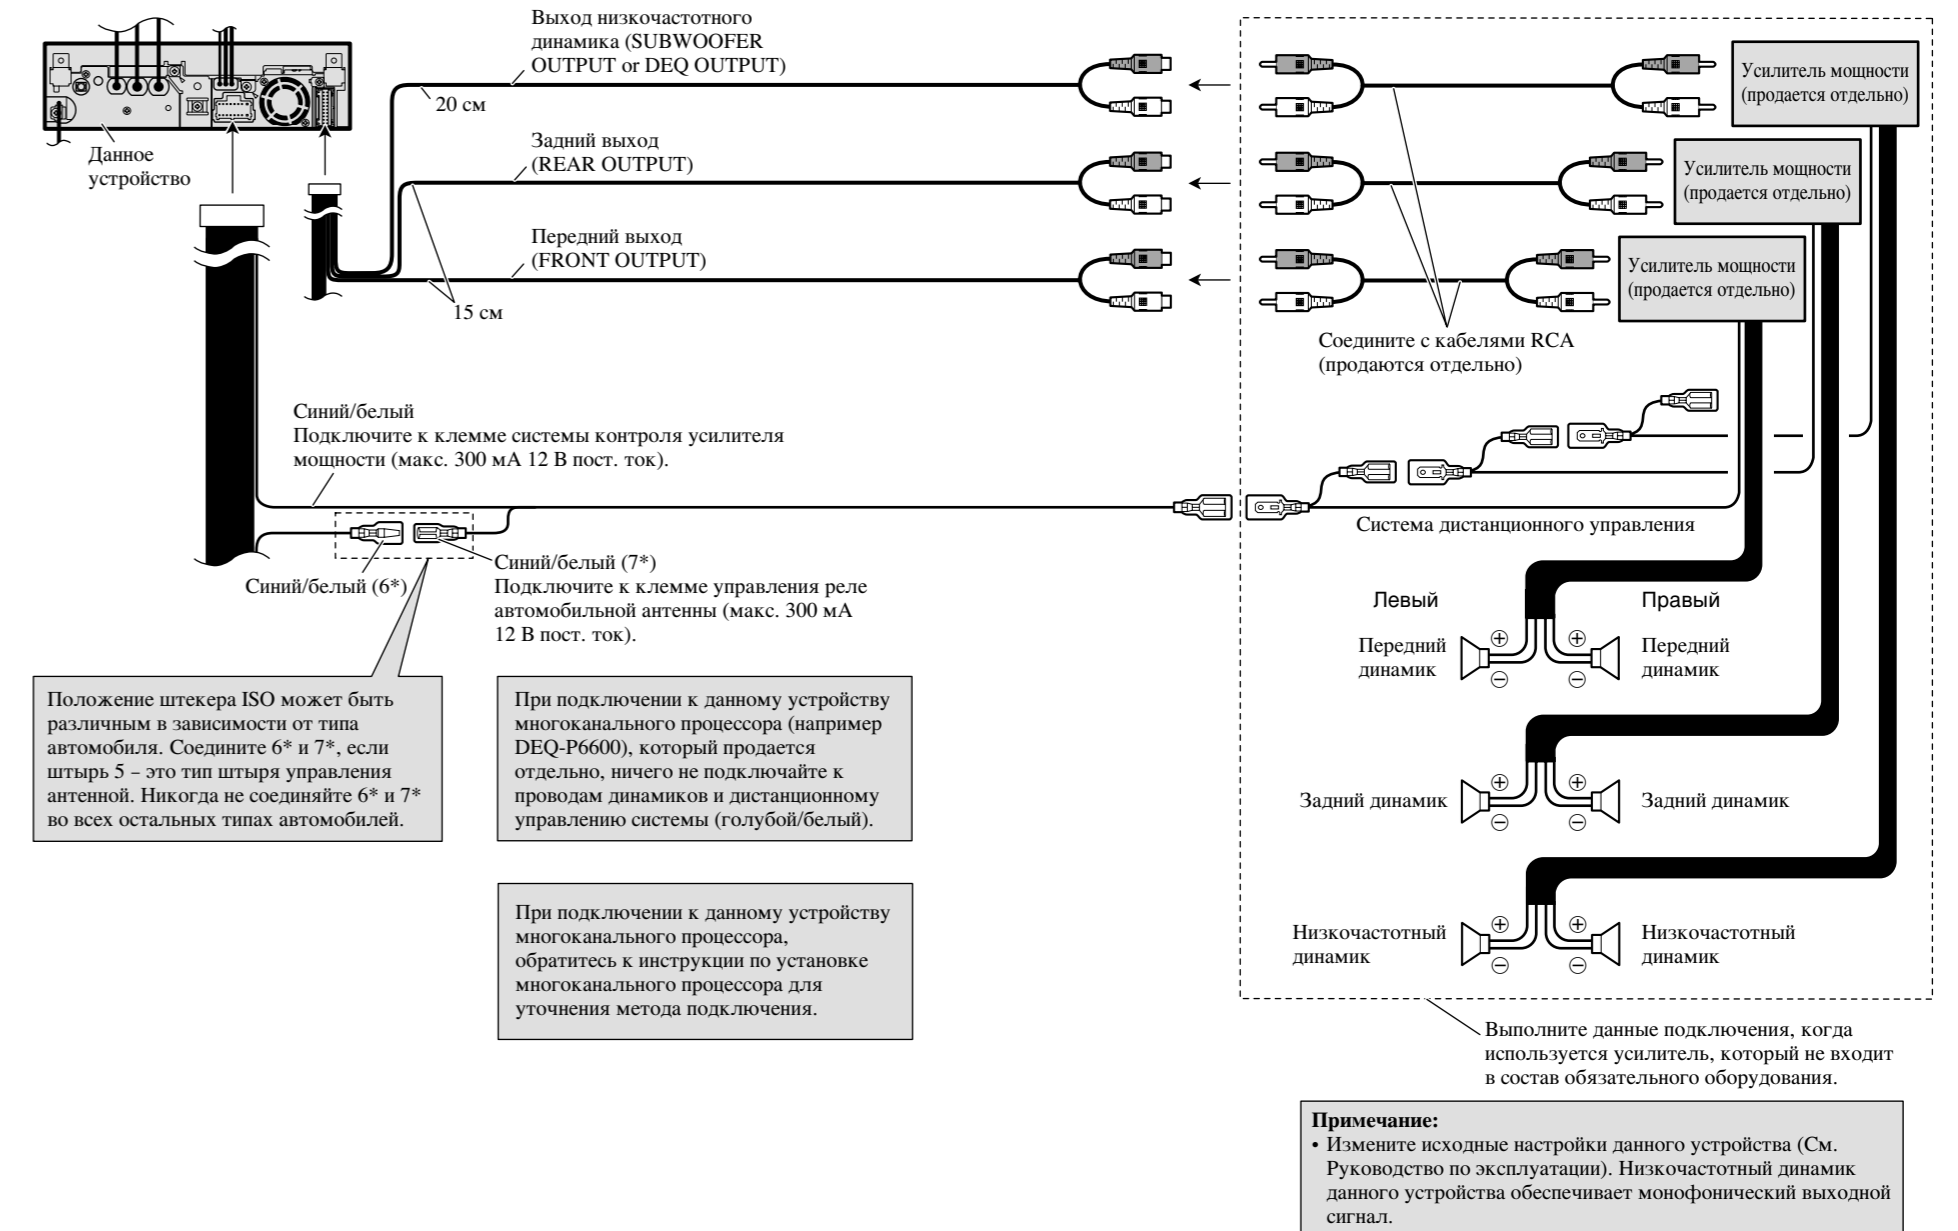 Выход низкочастотного
динамика (SUBWOOFER
OUTPUT or DEQ OUTPUT)
20 см
Усилитель мощности
(продается отдельно)
Данное
устройство
Задний выход
(REAR OUTPUT)
Усилитель мощности
(продается отдельно)
Передний выход
(FRONT OUTPUT)
15 см
Усилитель мощности
(продается отдельно)
Соедините с кабелями RCA
(продаются отдельно)
Синий/белый
Подключите к клемме системы контроля усилителя
мощности (макс. 300 мА 12 В пост. ток).
Система дистанционного управления
Синий/белый (6*)
Синий/белый (7*)
Подключите к клемме управления реле
автомобильной антенны (макс. 300 мА
12 В пост. ток).
Левый
Правый
Передний
динамик
⊕
⊖
⊕
⊖
Передний
динамик
Положение штекера ISO может быть
различным в зависимости от типа
автомобиля. Соедините 6* и 7*, если
штырь 5 – это тип штыря управления
антенной. Никогда не соединяйте 6* и 7*
во всех остальных типах автомобилей.
При подключении к данному устройству
многоканального процессора (например
DEQ-P6600), который продается
отдельно, ничего не подключайте к
проводам динамиков и дистанционному
управлению системы (голубой/белый).
Задний динамик
⊕
⊖
⊕
⊖
Задний динамик
При подключении к данному устройству
многоканального процессора,
обратитесь к инструкции по установке
многоканального процессора для
уточнения метода подключения.
Низкочастотный
динамик
⊕
⊖
⊕
⊖
Низкочастотный
динамик
Выполните данные подключения, когда
используется усилитель, который не входит
в состав обязательного оборудования.
Примечание:
• Измените исходные настройки данного устройства (См.
Руководство по эксплуатации). Низкочастотный динамик
данного устройства обеспечивает монофонический выходной
сигнал.